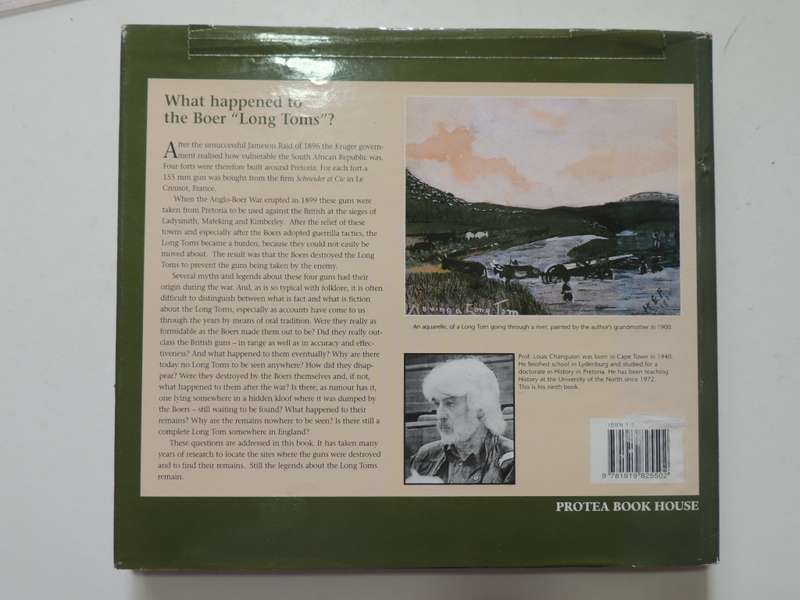 What happened to
the Boer "Long Toms"?
After the unsuccessful Jameson Raid of 1896 the Kruger govern-
ment realised how vulnerable the South African Republic was.
Four forts were therefore built around Pretoria. For each fort a
155 mm gun was bought from the firm Schneider et Cie in Le
Creusot, France.
When the Anglo-Boer War erupted in 1899 these guns were
taken from Pretoria to be used against the British at the sieges of
Ladysmith, Mafeking and Kimberley. After the relief of these
towns and especially after the Boers adopted guerrilla tactics, the
Long Toms became a burden, because they could not easily be
moved about. The result was that the Boers destroyed the Long
Toms to prevent the guns being taken by the enemy.
Several myths and legends about these four guns had their
origin during the war. And, as is so typical with folklore, it is often
difficult to distinguish between what is fact and what is fiction
about the Long Toms, especially as accounts have come to us
through the years by means of oral tradition. Were they really as
formidable as the Boers made them out to be? Did they really out-
class the British guns – in range as well as in accuracy and effec-
tiveness? And what happened to them eventually? Why are there
today no Long Toms to be seen anywhere? How did they disap-
pear? Were they destroyed by the Boers themselves and, if not,
what happened to them after the war? Is there, as rumour has it,
one lying somewhere in a hidden kloof where it was dumped by
the Boers – still waiting to be found? What happened to their
remains? Why are the remains nowhere to be seen? Is there still a
complete Long Tom somewhere in England?
These questions are addressed in this book. It has taken many
years of research to locate the sites where the guns were destroyed
and to find their remains. Still the legends about the Long Toms
remain.
Moving a Long Tom
H.E.F.
1900
An aquarelle, of a Long Tom going through a river, painted by the author's grandmother in 1900.
Prof. Louis Changuion was born in Cape Town in 1940.
He finished school in Lydenburg and studied for a
doctorate in History in Pretoria. He has been teaching
History at the University of the North since 1972.
This is his ninth book.
ISBN 1-
9 781919 825502
PROTEA BOOK HOUSE